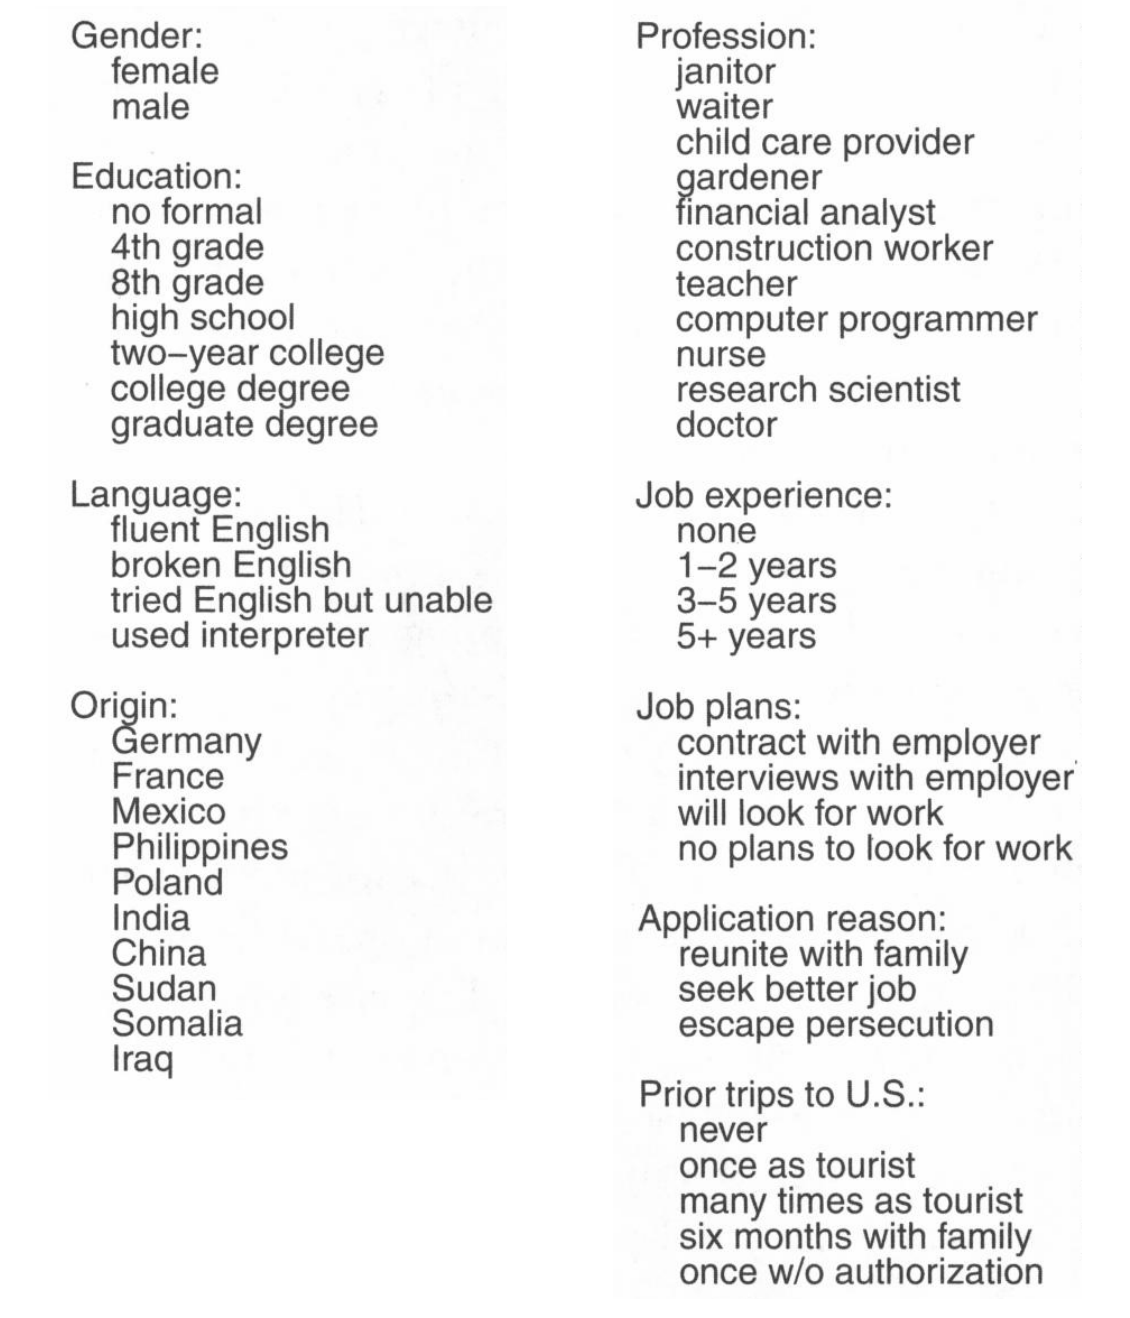 Gender:
female
male
Education:
no formal
4th grade
8th grade
high school
two–year college
college degree
graduate degree
Language:
fluent English
broken English
tried English but unable
used interpreter
Origin:
Germany
France
Mexico
Philippines
Poland
India
China
Sudan
Somalia
Iraq
Profession:
janitor
waiter
child care provider
gardener
financial analyst
construction worker
teacher
computer programmer
nurse
research scientist
doctor
Job experience:
none
1–2 years
3–5 years
5+ years
Job plans:
contract with employer
interviews with employer
will look for work
no plans to look for work
Application reason:
reunite with family
seek better job
escape persecution
Prior trips to U.S.:
never
once as tourist
many times as tourist
six months with family
once w/o authorization